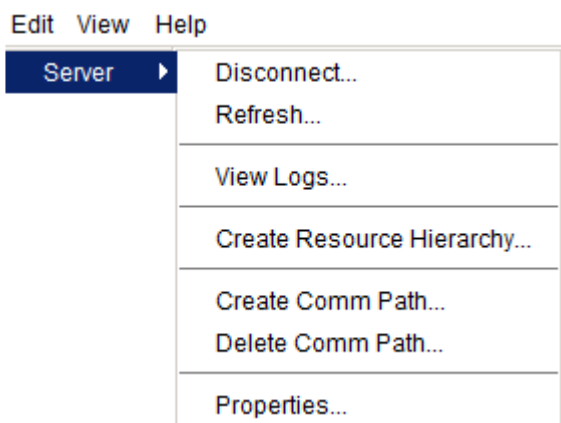 Edit View Help
Server
Disconnect...
Refresh...
View Logs...
Create Resource Hierarchy...
Create Comm Path...
Delete Comm Path...
Properties...